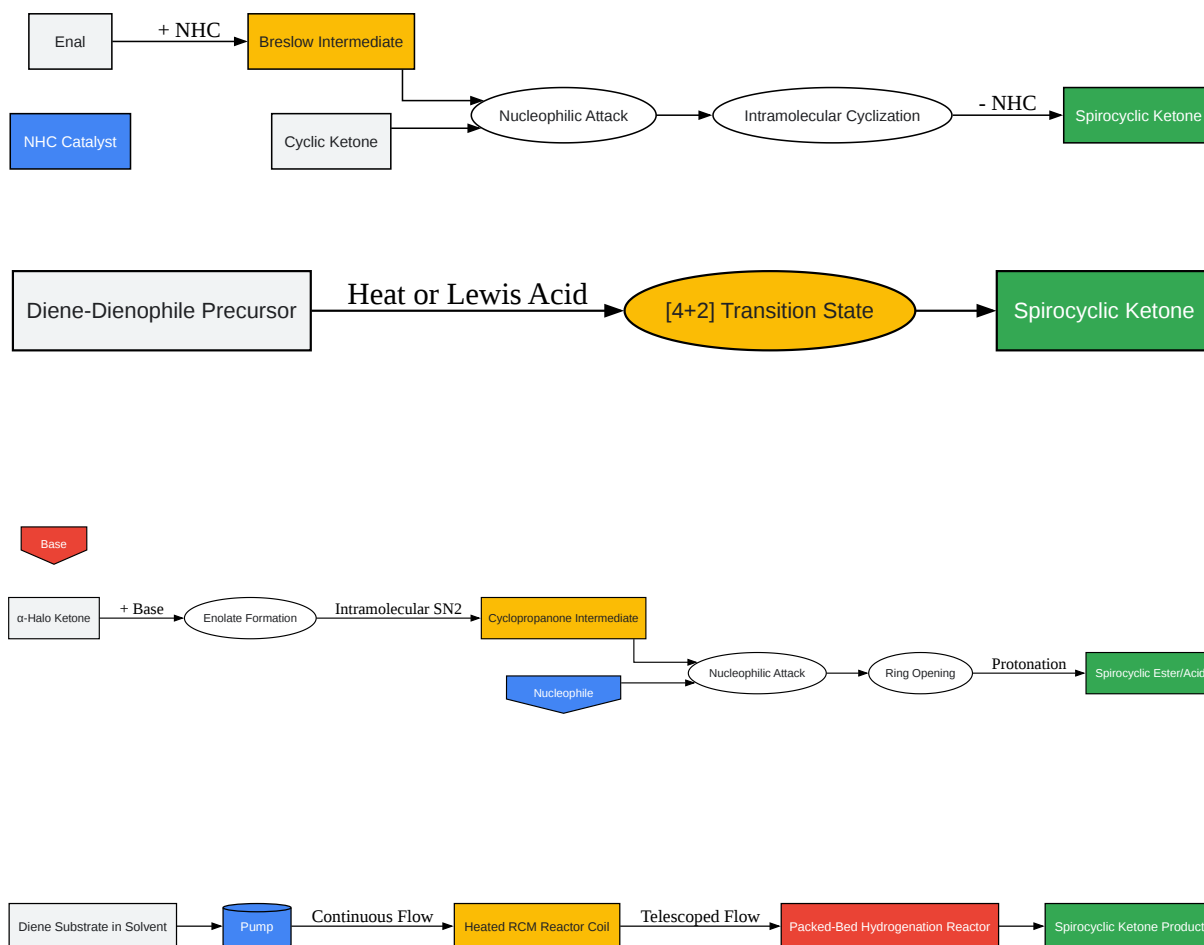 Enal
+ NHC
Breslow Intermediate
NHC Catalyst
Cyclic Ketone
Nucleophilic Attack
Intramolecular Cyclization
- NHC
Spirocyclic Ketone
Diene-Dienophile Precursor
Heat or Lewis Acid
[4+2] Transition State
Spirocyclic Ketone
Base
α-Halo Ketone
+ Base
Enolate Formation
Intramolecular SN2
Cyclopropanone Intermediate
Nucleophile
Nucleophilic Attack
Ring Opening
Protonation
Spirocyclic Ester/Acid
Diene Substrate in Solvent
Pump
Continuous Flow
Heated RCM Reactor Coil
Telescoped Flow
Packed-Bed Hydrogenation Reactor
Spirocyclic Ketone Product